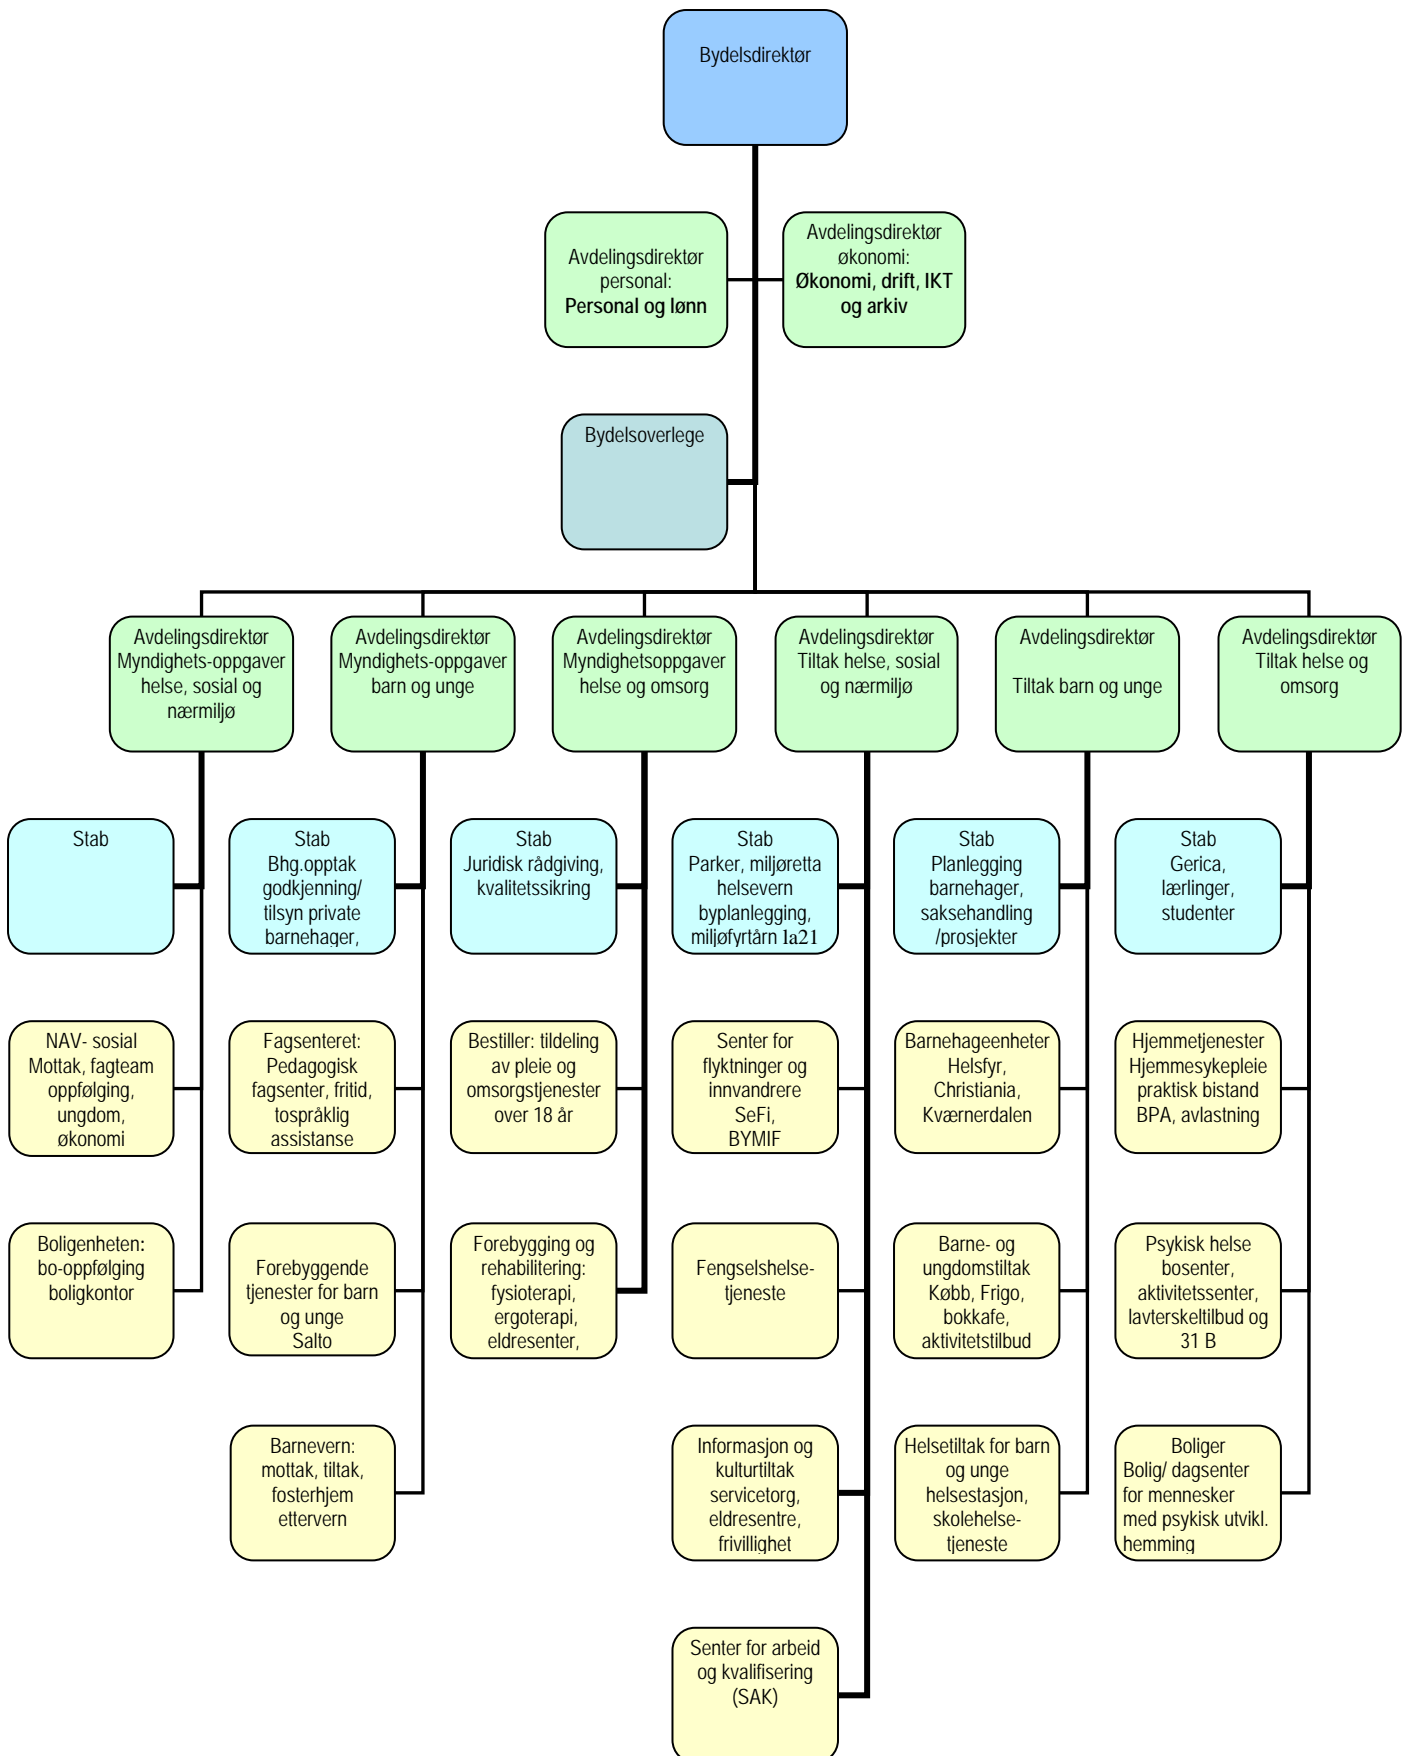 Bydelsdirektør
Avdelingsdirektør
personal:
Personal og lønn
Avdelingsdirektør
økonomi:
Økonomi, drift, IKT
og arkiv
Bydelsoverlege
Avdelingsdirektør
Myndighets-oppgaver
helse, sosial og
nærmiljø
Avdelingsdirektør
Myndighets-oppgaver
barn og unge
Avdelingsdirektør
Myndighetsoppgaver
helse og omsorg
Avdelingsdirektør
Tiltak helse, sosial
og nærmiljø
Avdelingsdirektør
Tiltak barn og unge
Avdelingsdirektør
Tiltak helse og
omsorg
Stab
Stab
Bhg.opptak
godkjenning/
tilsyn private
barnehager,
Stab
Juridisk rådgiving,
kvalitetssikring
Stab
Parker, miljøretta
helsevern
byplanlegging,
miljøfyrtårn la21
Stab
Planlegging
barnehager,
saksehandling
/prosjekter
Stab
Gerica,
lærlinger,
studenter
NAV- sosial
Mottak, fagteam
oppfølging,
ungdom,
økonomi
Fagsenteret:
Pedagogisk
fagsenter, fritid,
tospråklig
assistanse
Bestiller: tildeling
av pleie og
omsorgstjenester
over 18 år
Senter for
flyktninger og
innvandrere
SeFi,
BYMIF
Barnehageenheter
Helsfyr,
Christiania,
Kværnerdalen
Hjemmetjenester
Hjemmesykepleie
praktisk bistand
BPA, avlastning
Boligenheten:
bo-oppfølging
boligkontor
Forebyggende
tjenester for barn
og unge
Salto
Forebygging og
rehabilitering:
fysioterapi,
ergoterapi,
eldresenter,
Fengselshelse-
tjeneste
Barne- og
ungdomstiltak
Købb, Frigo,
bokkafe,
aktivitetstilbud
Psykisk helse
bosenter,
aktivitetssenter,
lavterskeltilbud og
31 B
Barnevern:
mottak, tiltak,
fosterhjem
ettervern
Informasjon og
kulturtiltak
servicetorg,
eldresentre,
frivillighet
Helsetiltak for barn
og unge
helsestasjon,
skolehelse-
tjeneste
Boliger
Bolig/ dagsenter
for mennesker
med psykisk utvikl.
hemming
Senter for arbeid
og kvalifisering
(SAK)